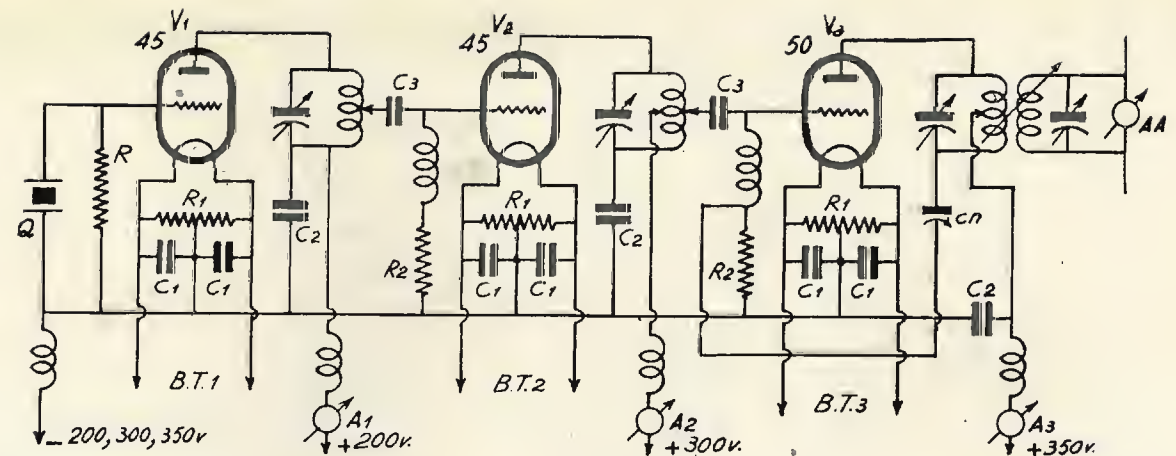 V1
45
V2
45
V3
50
C3
C3
AA
R
Q
R1
C2
R2
R1
C2
R2
R1
Cn
C1
C1
C1
C1
C1
C1
C2
B.T.1
B.T.2
B.T.3
— 200,300,350v
A1
+200v.
A2
+300v.
A3
+350v.